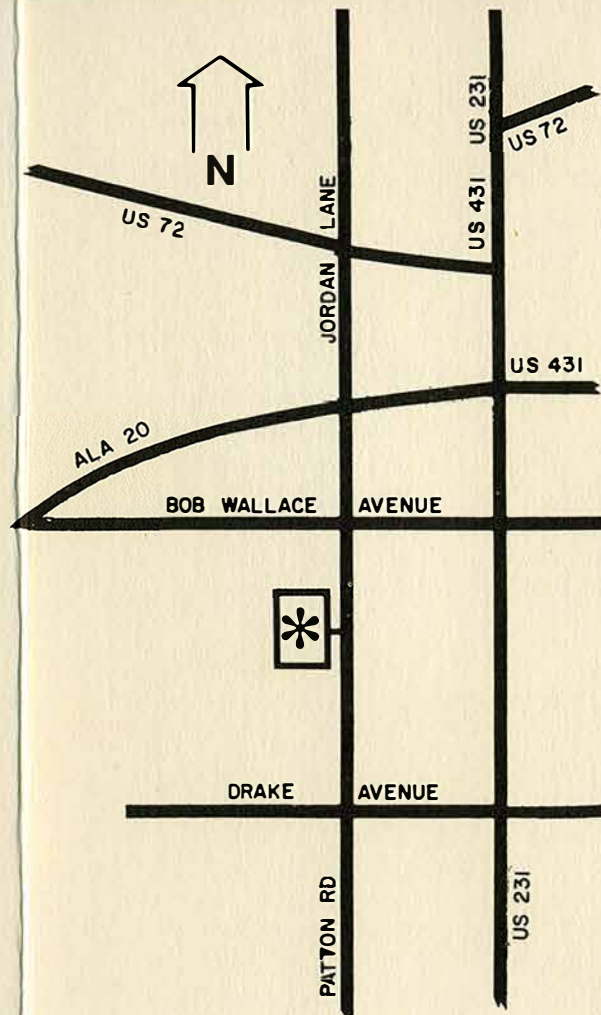 US 231
US 72
N
US 431
JORDAN LANE
US 72
US 431
ALA 20
BOB WALLACE AVENUE
*
DRAKE AVENUE
PATTON RD
US 231